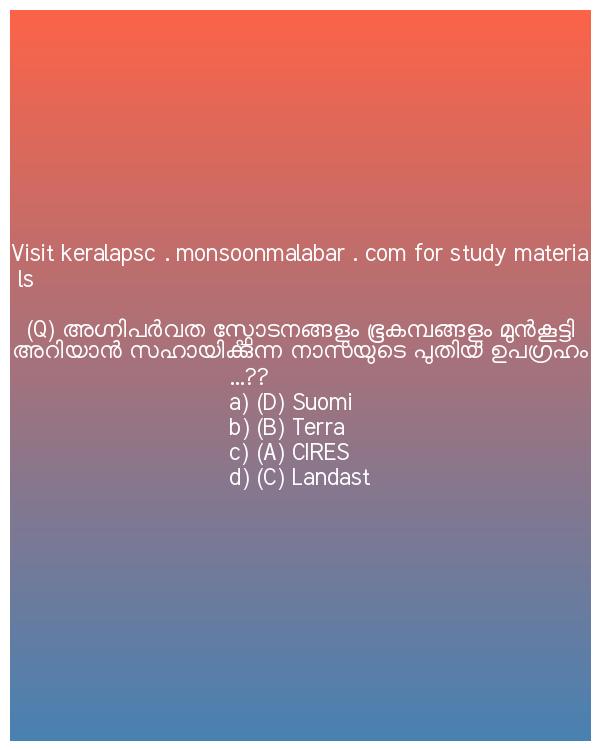 Visit keralapsc . monsoonmalabar . com for study materia
ls
(Q) അഗ്നിപർവത സ്ഫോടനങ്ങളും ഭൂകമ്പങ്ങളും മുൻകൂട്ടി
അറിയാൻ സഹായിക്കുന്ന നാസയുടെ പുതിയ ഉപഗ്രഹം
...??
a) (D) Suomi
b) (B) Terra
c) (A) CIRES
d) (C) Landast